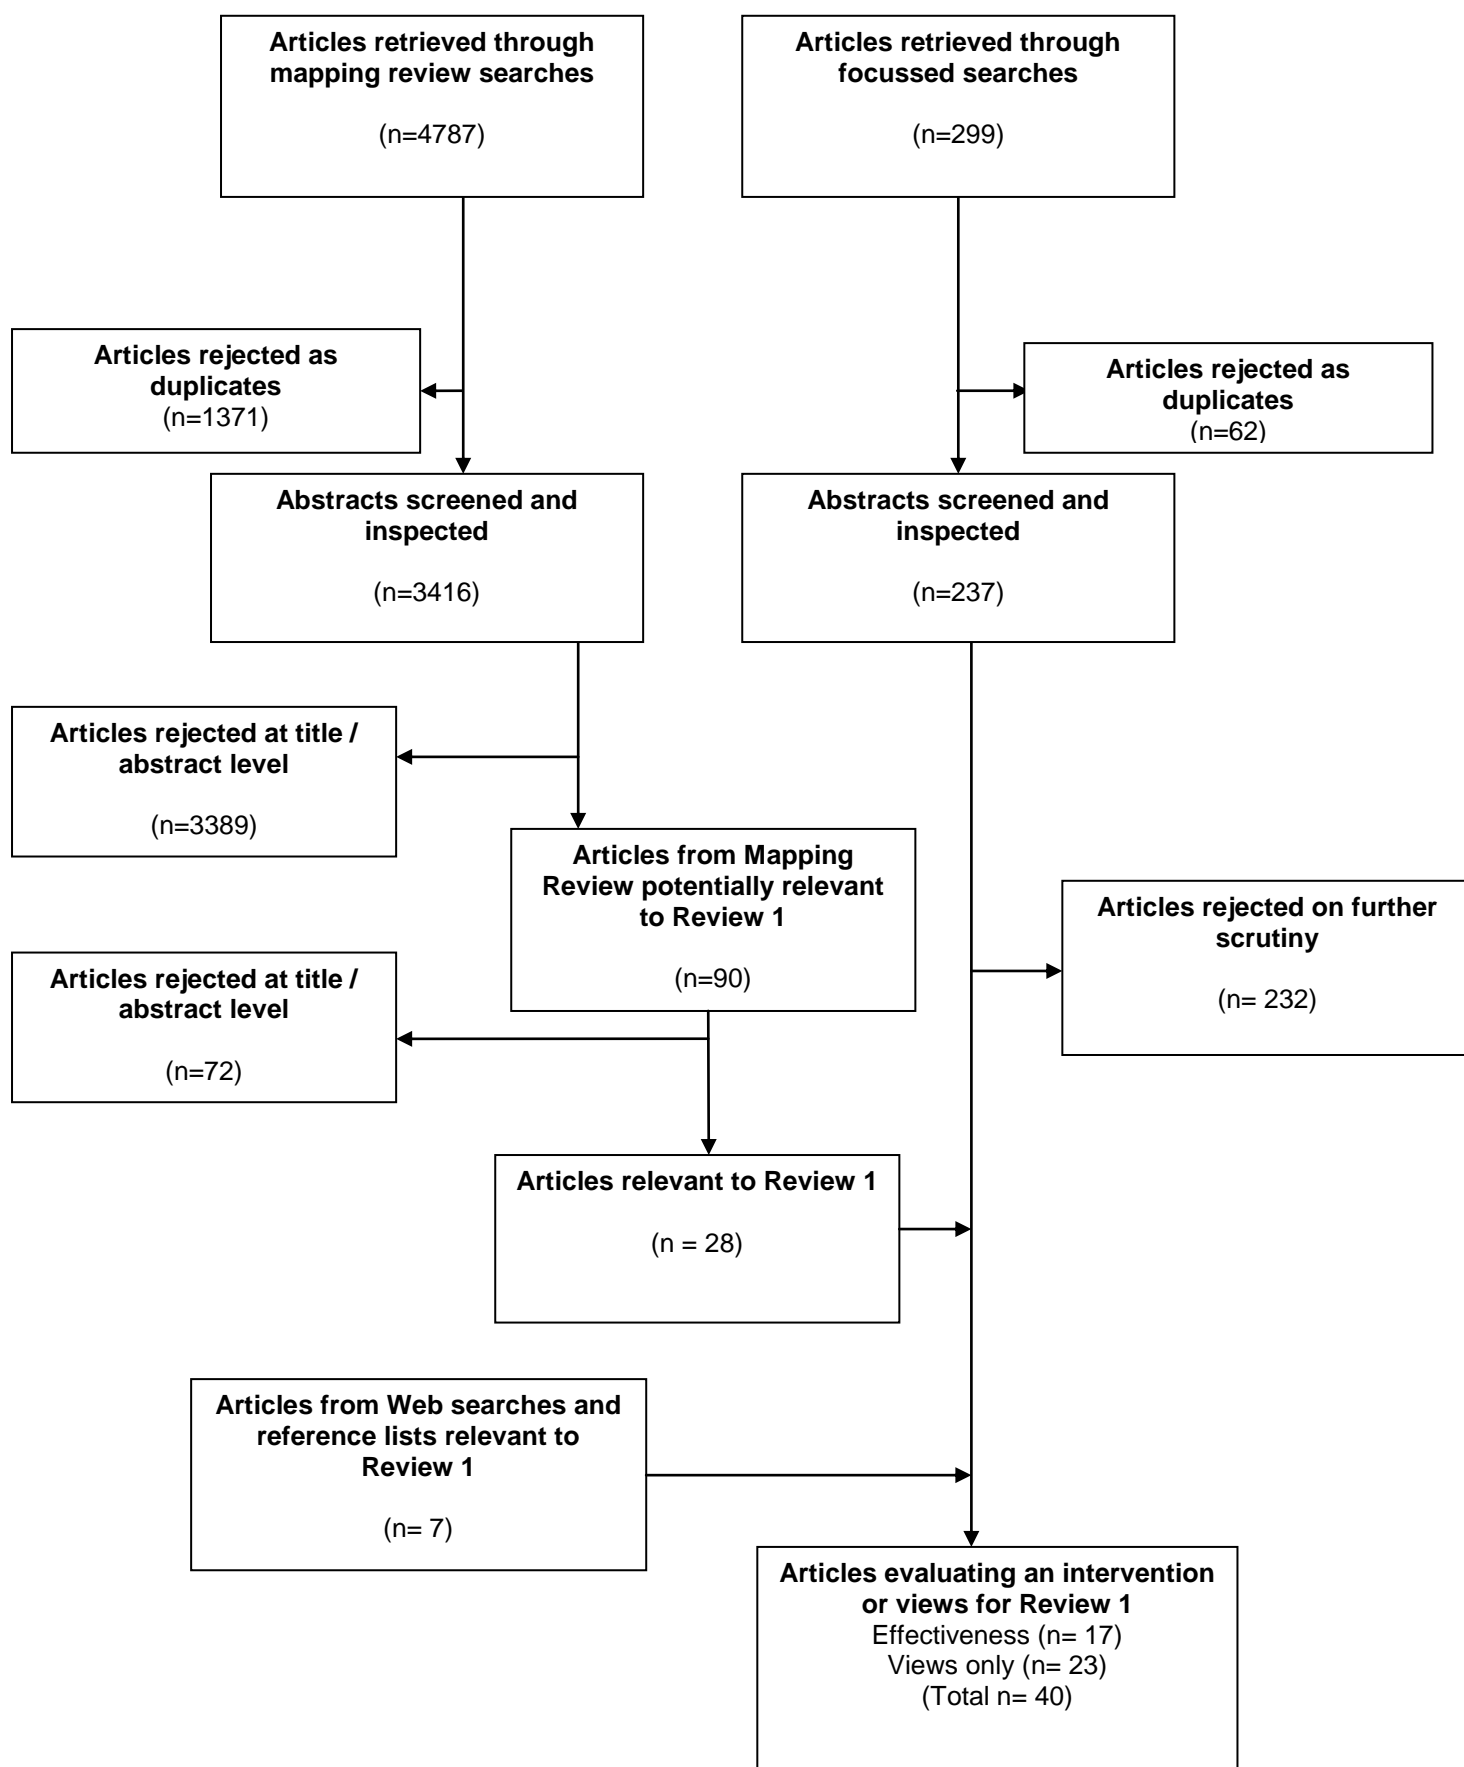 Articles retrieved through
mapping review searches
(n=4787)
Articles retrieved through
focussed searches
(n=299)
Articles rejected as
duplicates
(n=1371)
Articles rejected as
duplicates
(n=62)
Abstracts screened and
inspected
(n=3416)
Abstracts screened and
inspected
(n=237)
Articles rejected at title /
abstract level
(n=3389)
Articles from Mapping
Review potentially relevant
to Review 1
(n=90)
Articles rejected on further
scrutiny
(n= 232)
Articles rejected at title /
abstract level
(n=72)
Articles relevant to Review 1
(n = 28)
Articles from Web searches and
reference lists relevant to
Review 1
(n= 7)
Articles evaluating an intervention
or views for Review 1
Effectiveness (n= 17)
Views only (n= 23)
(Total n= 40)